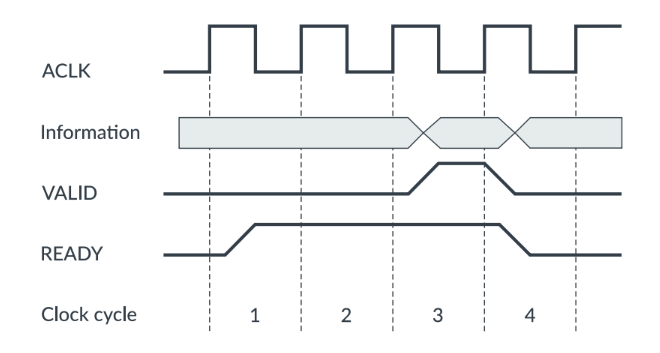 ACLK
Information
VALID
READY
Clock cycle 1 2 3 4